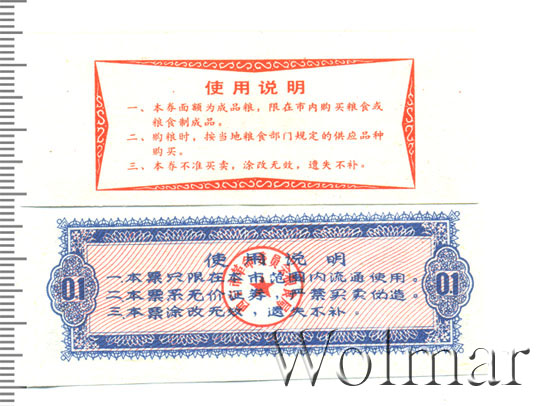 使用说明
一、本券面额为成品粮，限在市内购买粮食或
粮食制成品。
二、购粮时，按当地粮食部门规定的供应品种
购买。
三、本券不准买卖，涂改无效，遗失不补。
使用说明
01
01
一本票只限在本市范围内流通使用。
二本票系无价证券，严禁买卖伪造。
三本票涂改无效，遗失不补。
Wolmar